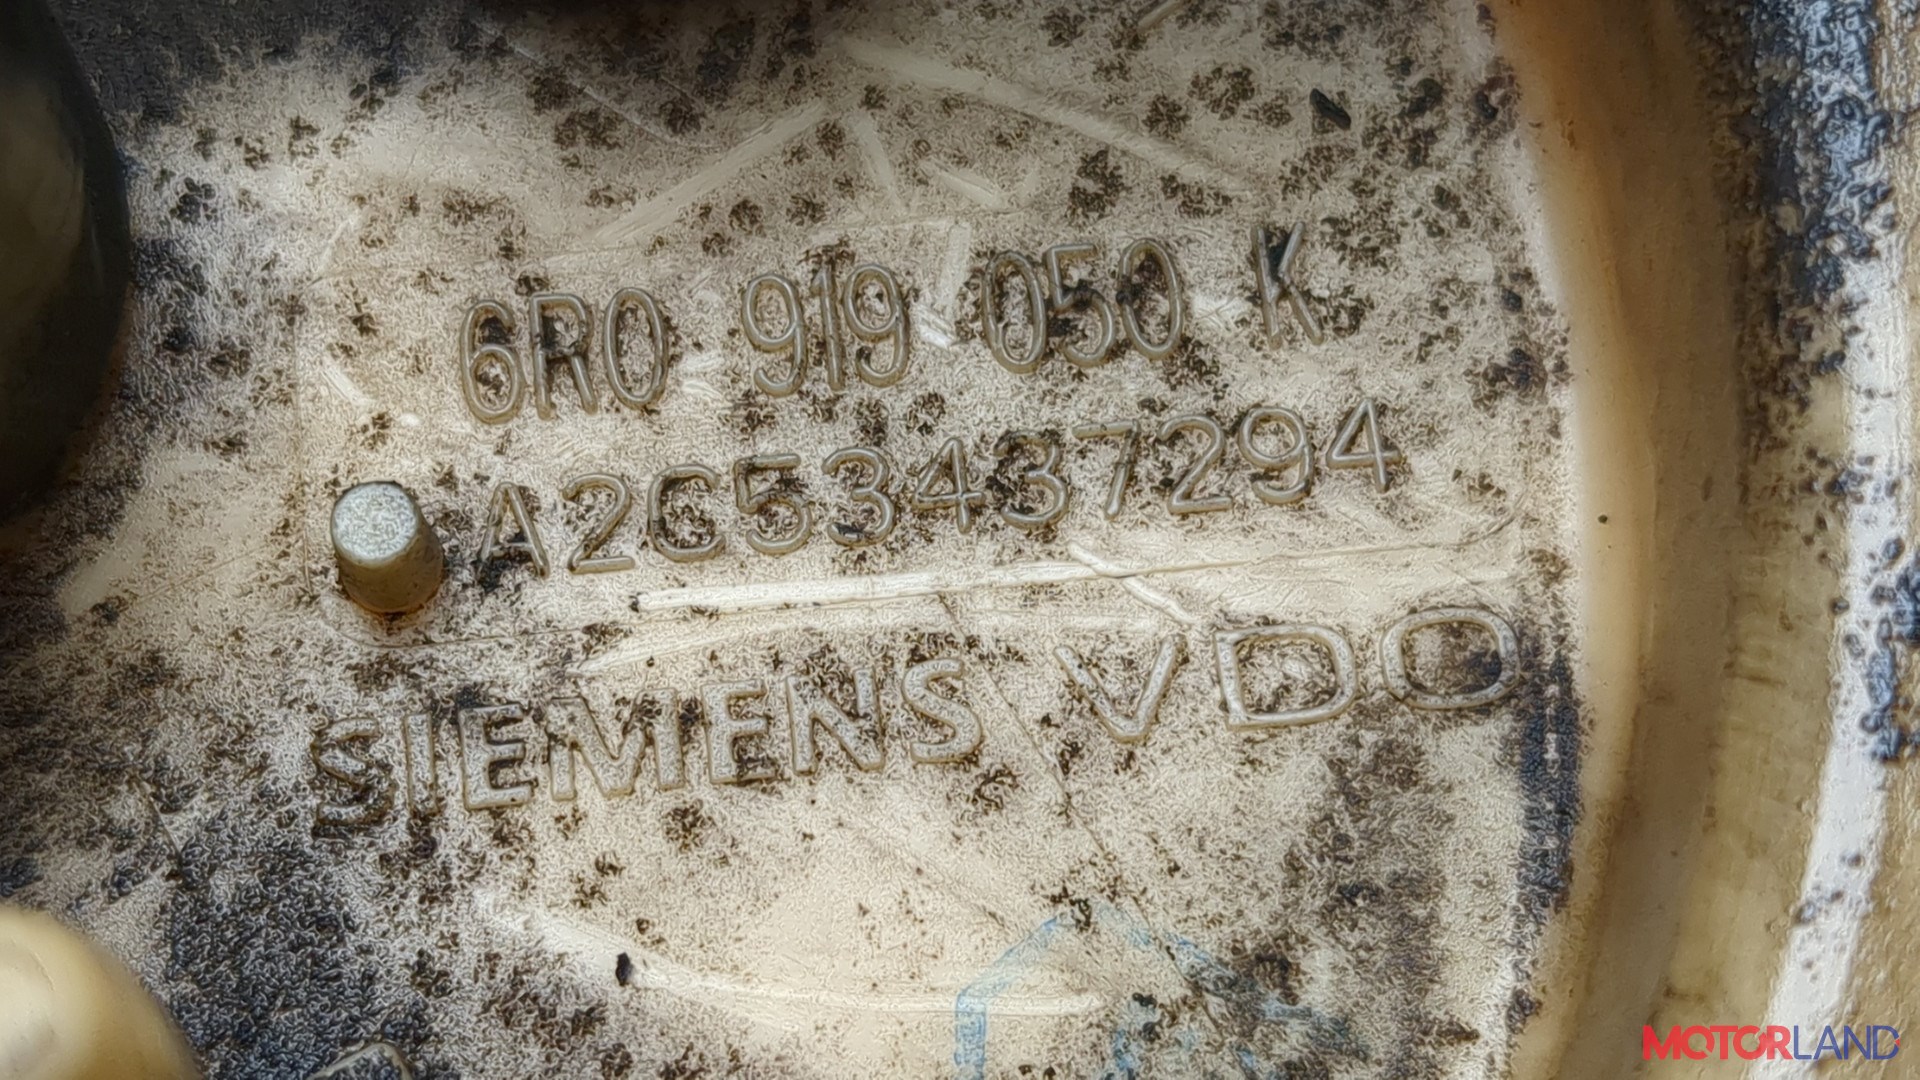 6R0 919 050 K
A2C53437294
SIEMENS VDO
MOTORLAND